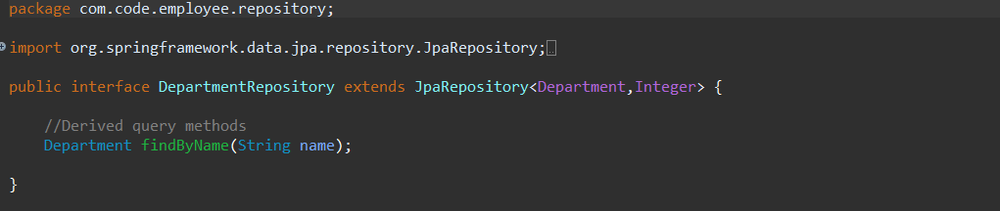 package com.code.employee.repository;
import org.springframework.data.jpa.repository.JpaRepository;
public interface DepartmentRepository extends JpaRepository<Department,Integer> {
//Derived query methods
Department findByName(String name);
}